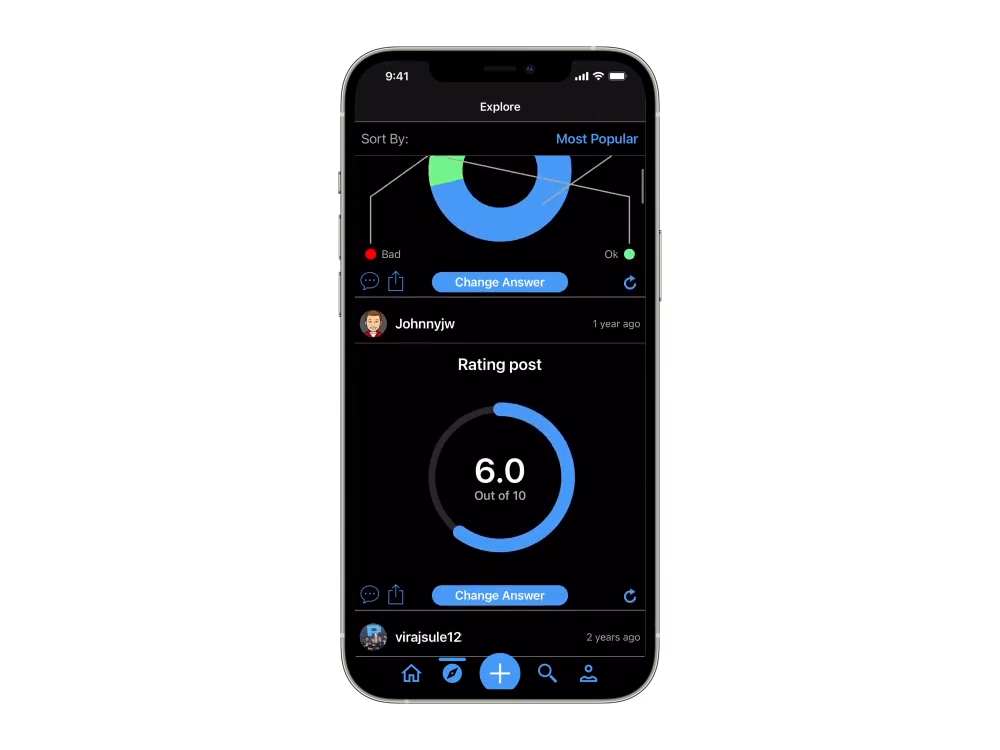 9:41
Explore
Sort By: Most Popular
Bad Ok
Change Answer
Johnnyjw 1 year ago
Rating post
6.0
Out of 10
Change Answer
virajsule12 2 years ago